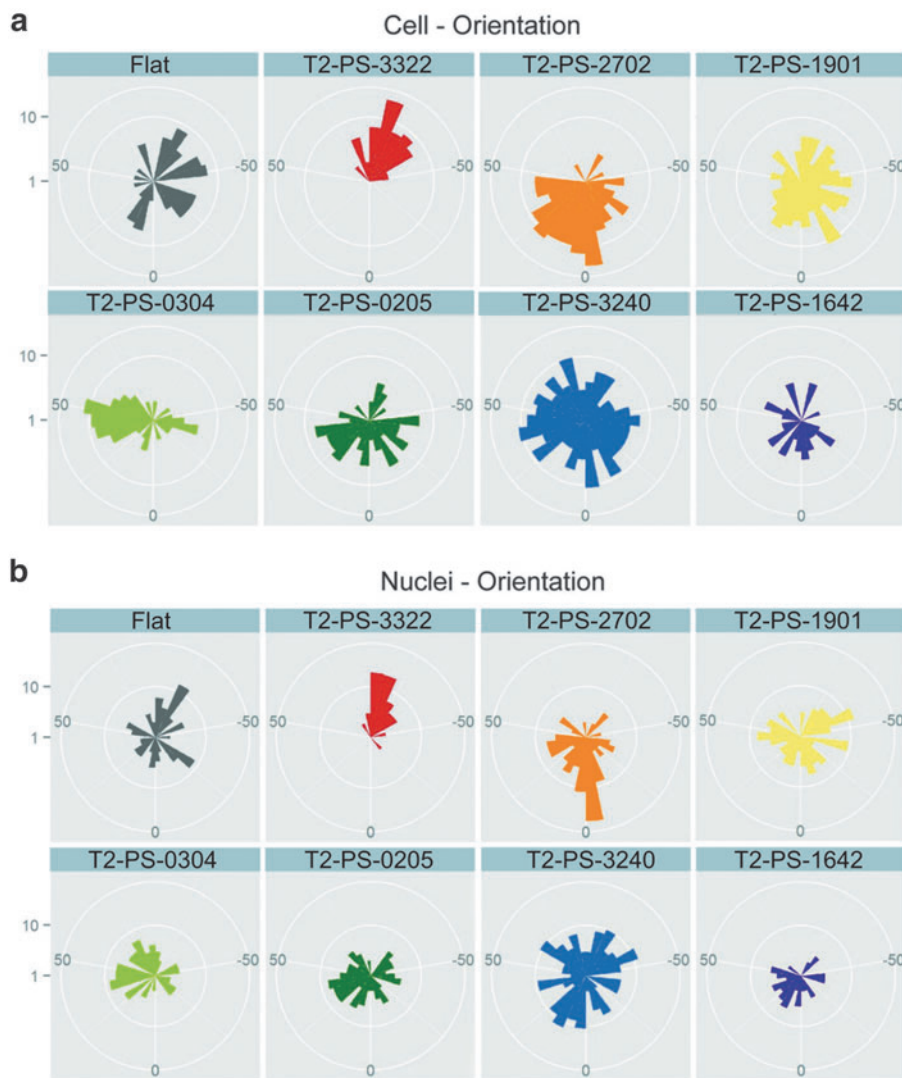 a
Cell - Orientation
Flat T2-PS-3322 T2-PS-2702 T2-PS-1901
10
50 -50 50 -50 50 -50 50 -50
1
0 0 0 0
T2-PS-0304 T2-PS-0205 T2-PS-3240 T2-PS-1642
10
50 -50 50 -50 50 -50 50 -50
1
0 0 0 0
b
Nuclei - Orientation
Flat T2-PS-3322 T2-PS-2702 T2-PS-1901
10
50 -50 50 -50 50 -50 50 -50
1
0 0 0 0
T2-PS-0304 T2-PS-0205 T2-PS-3240 T2-PS-1642
10
50 -50 50 -50 50 -50 50 -50
1
0 0 0 0